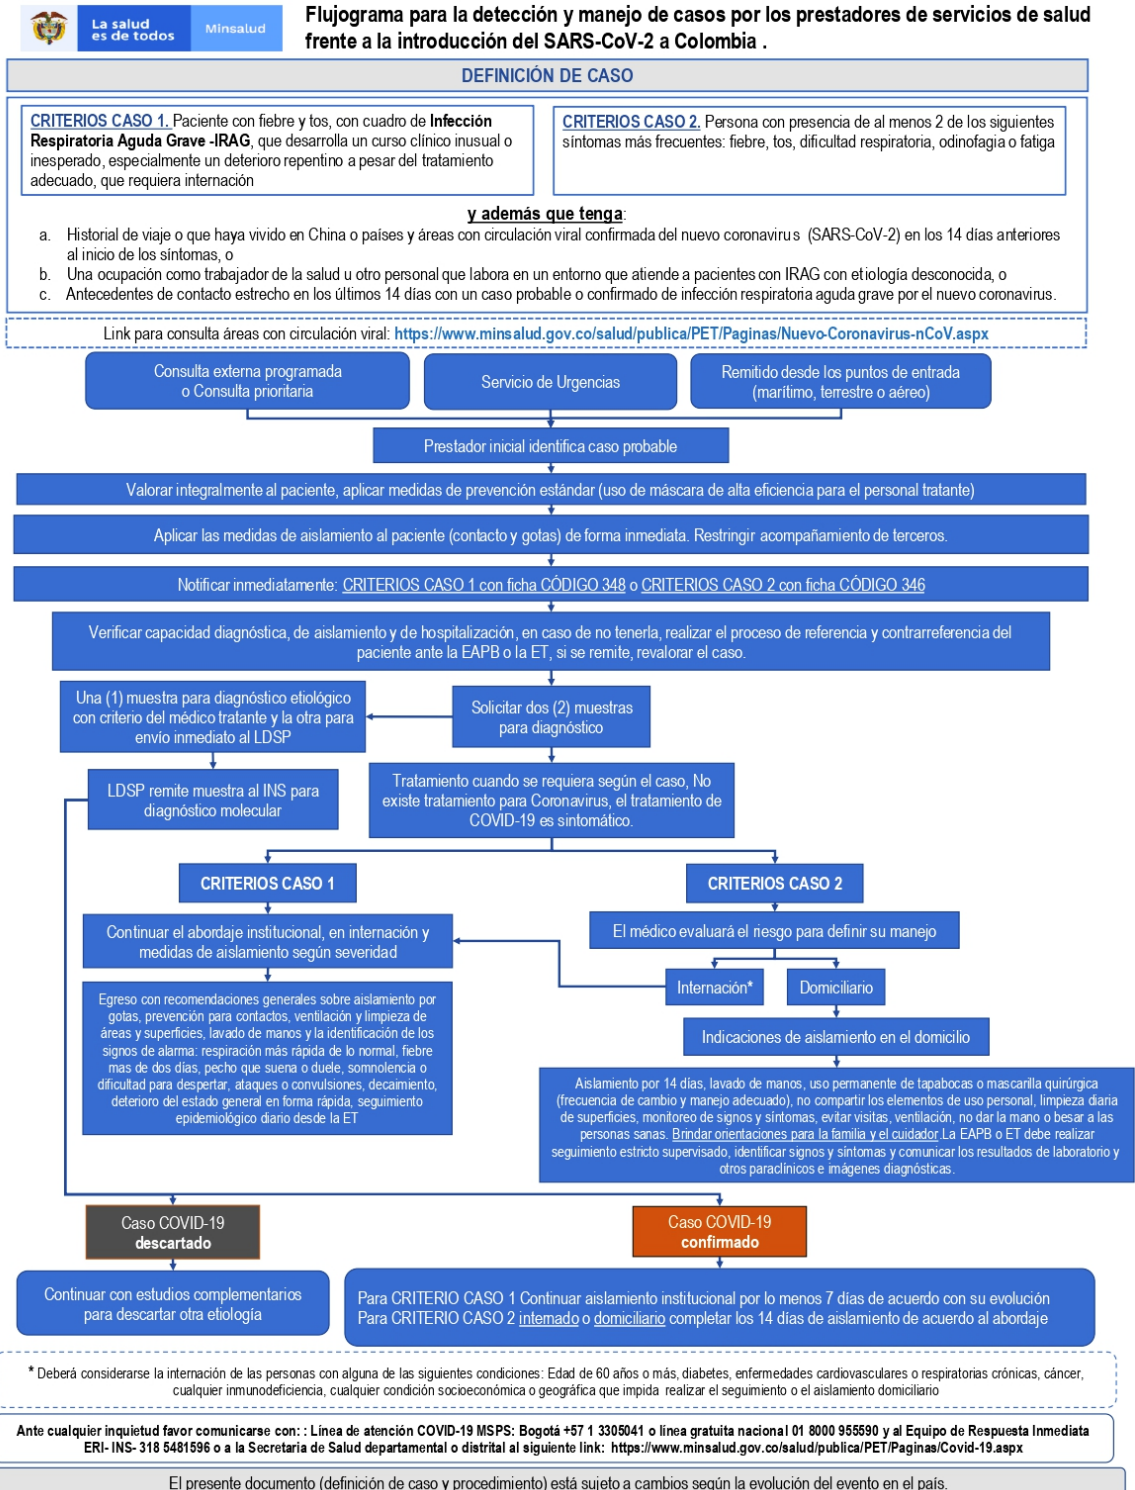 La salud
es de todos
Minsalud
Flujograma para la detección y manejo de casos por los prestadores de servicios de salud
frente a la introducción del SARS-CoV-2 a Colombia .
DEFINICIÓN DE CASO
CRITERIOS CASO 1. Paciente con fiebre y tos, con cuadro de Infección
Respiratoria Aguda Grave -IRAG, que desarrolla un curso clínico inusual o
inesperado, especialmente un deterioro repentino a pesar del tratamiento
adecuado, que requiera internación
CRITERIOS CASO 2. Persona con presencia de al menos 2 de los siguientes
síntomas más frecuentes: fiebre, tos, dificultad respiratoria, odinofagia o fatiga
y además que tenga:
a. Historial de viaje o que haya vivido en China o países y áreas con circulación viral confirmada del nuevo coronavirus (SARS-CoV-2) en los 14 días anteriores
al inicio de los síntomas, o
b. Una ocupación como trabajador de la salud u otro personal que labora en un entorno que atiende a pacientes con IRAG con etiología desconocida, o
c. Antecedentes de contacto estrecho en los últimos 14 días con un caso probable o confirmado de infección respiratoria aguda grave por el nuevo coronavirus.
Link para consulta áreas con circulación viral: https://www.minsalud.gov.co/salud/publica/PET/Paginas/Nuevo-Coronavirus-nCoV.aspx
Consulta externa programada
o Consulta prioritaria
Servicio de Urgencias
Remitido desde los puntos de entrada
(marítimo, terrestre o aéreo)
Prestador inicial identifica caso probable
Valorar integralmente al paciente, aplicar medidas de prevención estándar (uso de máscara de alta eficiencia para el personal tratante)
Aplicar las medidas de aislamiento al paciente (contacto y gotas) de forma inmediata. Restringir acompañamiento de terceros.
Notificar inmediatamente: CRITERIOS CASO 1 con ficha CÓDIGO 348 o CRITERIOS CASO 2 con ficha CÓDIGO 346
Verificar capacidad diagnóstica, de aislamiento y de hospitalización, en caso de no tenerla, realizar el proceso de referencia y contrarreferencia del
paciente ante la EAPB o la ET, si se remite, revalorar el caso.
Una (1) muestra para diagnóstico etiológico
con criterio del médico tratante y la otra para
envío inmediato al LDSP
Solicitar dos (2) muestras
para diagnóstico
LDSP remite muestra al INS para
diagnóstico molecular
Tratamiento cuando se requiera según el caso, No
existe tratamiento para Coronavirus, el tratamiento de
COVID-19 es sintomático.
CRITERIOS CASO 1
CRITERIOS CASO 2
Continuar el abordaje institucional, en internación y
medidas de aislamiento según severidad
El médico evaluará el riesgo para definir su manejo
Internación*
Domiciliario
Egreso con recomendaciones generales sobre aislamiento por
gotas, prevención para contactos, ventilación y limpieza de
áreas y superficies, lavado de manos y la identificación de los
signos de alarma: respiración más rápida de lo normal, fiebre
mas de dos días, pecho que suena o duele, somnolencia o
dificultad para despertar, ataques o convulsiones, decaimiento,
deterioro del estado general en forma rápida, seguimiento
epidemiológico diario desde la ET
Indicaciones de aislamiento en el domicilio
Aislamiento por 14 días, lavado de manos, uso permanente de tapabocas o mascarilla quirúrgica
(frecuencia de cambio y manejo adecuado), no compartir los elementos de uso personal, limpieza diaria
de superficies, monitoreo de signos y síntomas, evitar visitas, ventilación, no dar la mano o besar a las
personas sanas. Brindar orientaciones para la familia y el cuidador.La EAPB o ET debe realizar
seguimiento estricto supervisado, identificar signos y síntomas y comunicar los resultados de laboratorio y
otros paraclínicos e imágenes diagnósticas.
Caso COVID-19
descartado
Caso COVID-19
confirmado
Continuar con estudios complementarios
para descartar otra etiología
Para CRITERIO CASO 1 Continuar aislamiento institucional por lo menos 7 días de acuerdo con su evolución
Para CRITERIO CASO 2 internado o domiciliario completar los 14 días de aislamiento de acuerdo al abordaje
* Deberá considerarse la internación de las personas con alguna de las siguientes condiciones: Edad de 60 años o más, diabetes, enfermedades cardiovasculares o respiratorias crónicas, cáncer,
cualquier inmunodeficiencia, cualquier condición socioeconómica o geográfica que impida realizar el seguimiento o el aislamiento domiciliario
Ante cualquier inquietud favor comunicarse con: : Línea de atención COVID-19 MSPS: Bogotá +57 1 3305041 o línea gratuita nacional 01 8000 955590 y al Equipo de Respuesta Inmediata
ERI- INS- 318 5481596 o a la Secretaria de Salud departamental o distrital al siguiente link: https://www.minsalud.gov.co/salud/publica/PET/Paginas/Covid-19.aspx
El presente documento (definición de caso y procedimiento) está sujeto a cambios según la evolución del evento en el país.